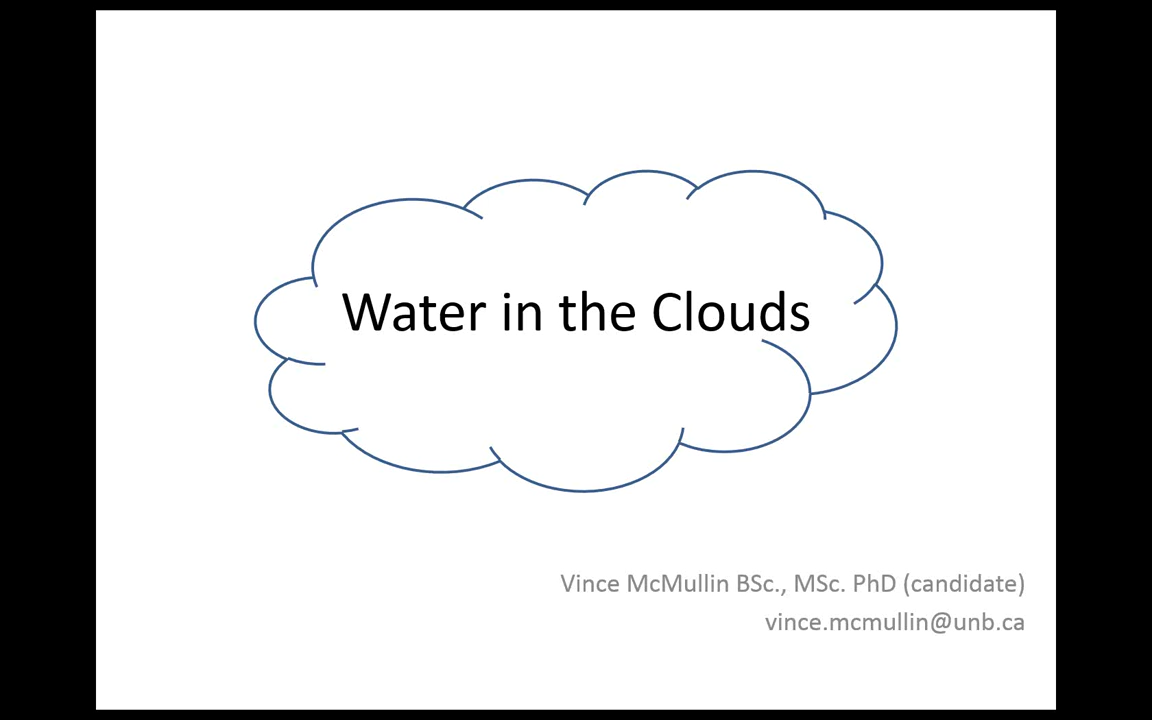 Water in the Clouds
Vince McMullin BSc., MSc. PhD (candidate)
vince.mcmullin@unb.ca